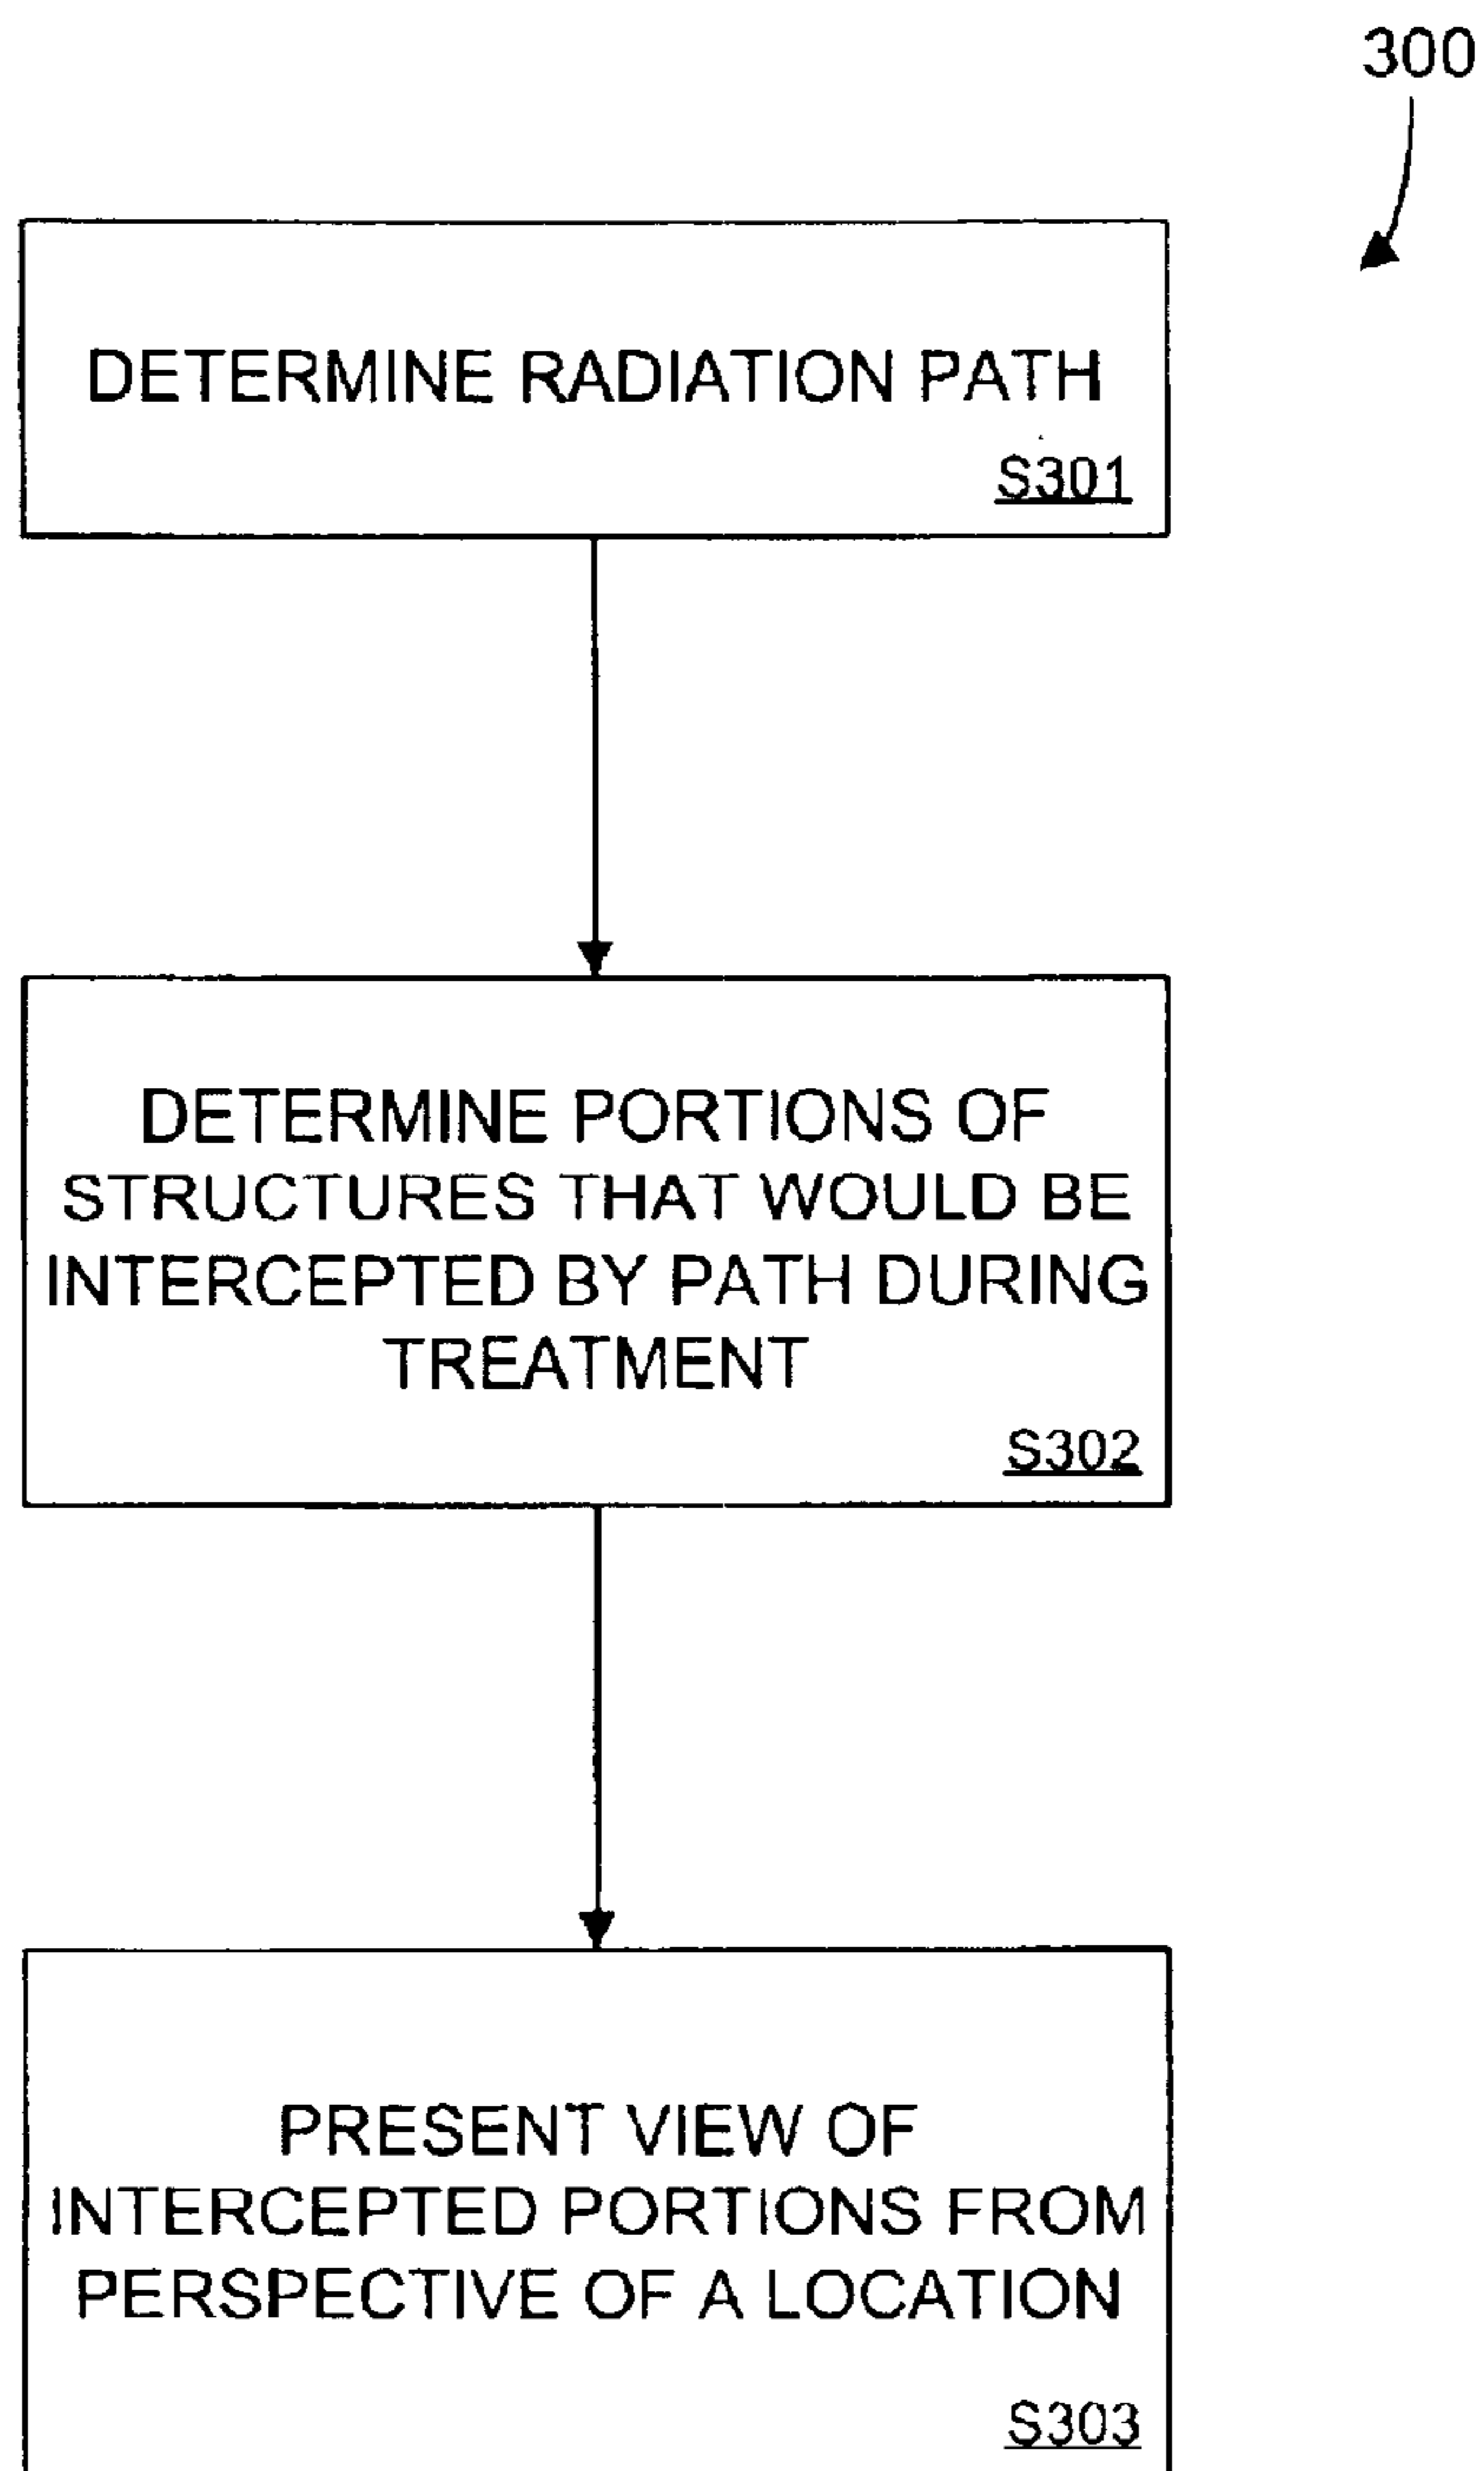 300
DETERMINE RADIATION PATH
S301
DETERMINE PORTIONS OF
STRUCTURES THAT WOULD BE
INTERCEPTED BY PATH DURING
TREATMENT
S302
PRESENT VIEW OF
INTERCEPTED PORTIONS FROM
PERSPECTIVE OF A LOCATION
S303